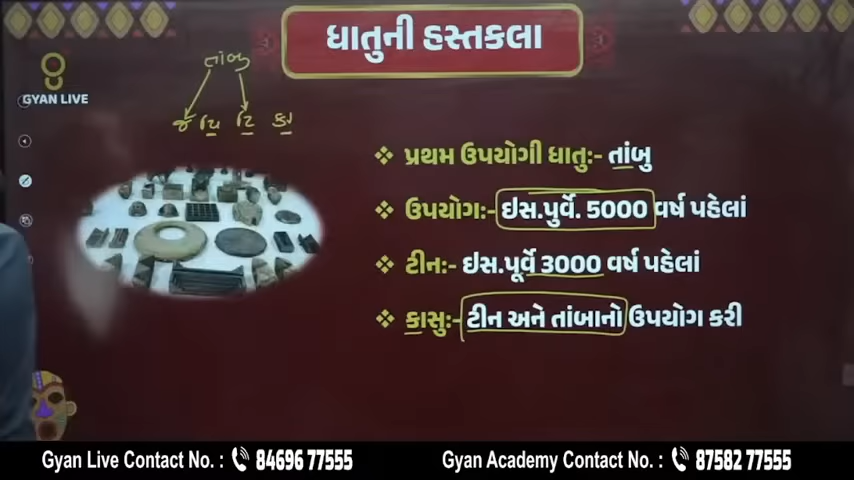 ધાતુની હસ્તકલા
GYAN LIVE
તાંબુ
જ પિ ટિ કા
❖ પ્રથમ ઉપયોગી ધાતુ:- તાંબુ
❖ ઉપયોગ:- ઇસ.પુર્વે. 5000 વર્ષ પહેલાં
❖ ટીન:- ઇસ.પૂર્વે 3000 વર્ષ પહેલાં
❖ કાસુ:- ટીન અને તાંબાનો ઉપયોગ કરી
Gyan Live Contact No. : 84696 77555
Gyan Academy Contact No. : 87582 77555